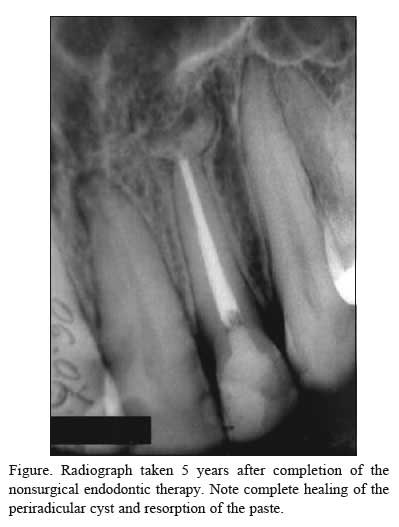 Figure. Radiograph taken 5 years after completion of the
nonsurgical endodontic therapy. Note complete healing of the
periradicular cyst and resorption of the paste.